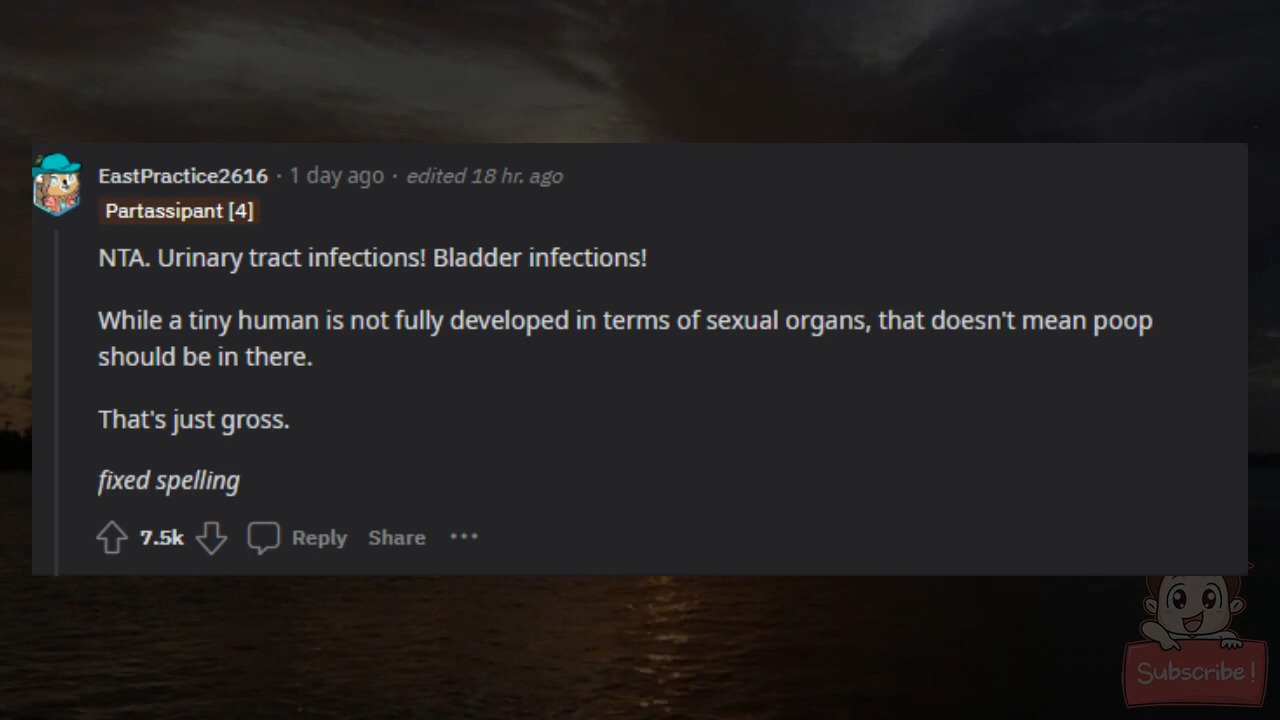 EastPractice2616 · 1 day ago · edited 18 hr. ago
Partassipant [4]
NTA. Urinary tract infections! Bladder infections!
While a tiny human is not fully developed in terms of sexual organs, that doesn't mean poop
should be in there.
That's just gross.
fixed spelling
7.5k Reply Share ···
Subscribe!